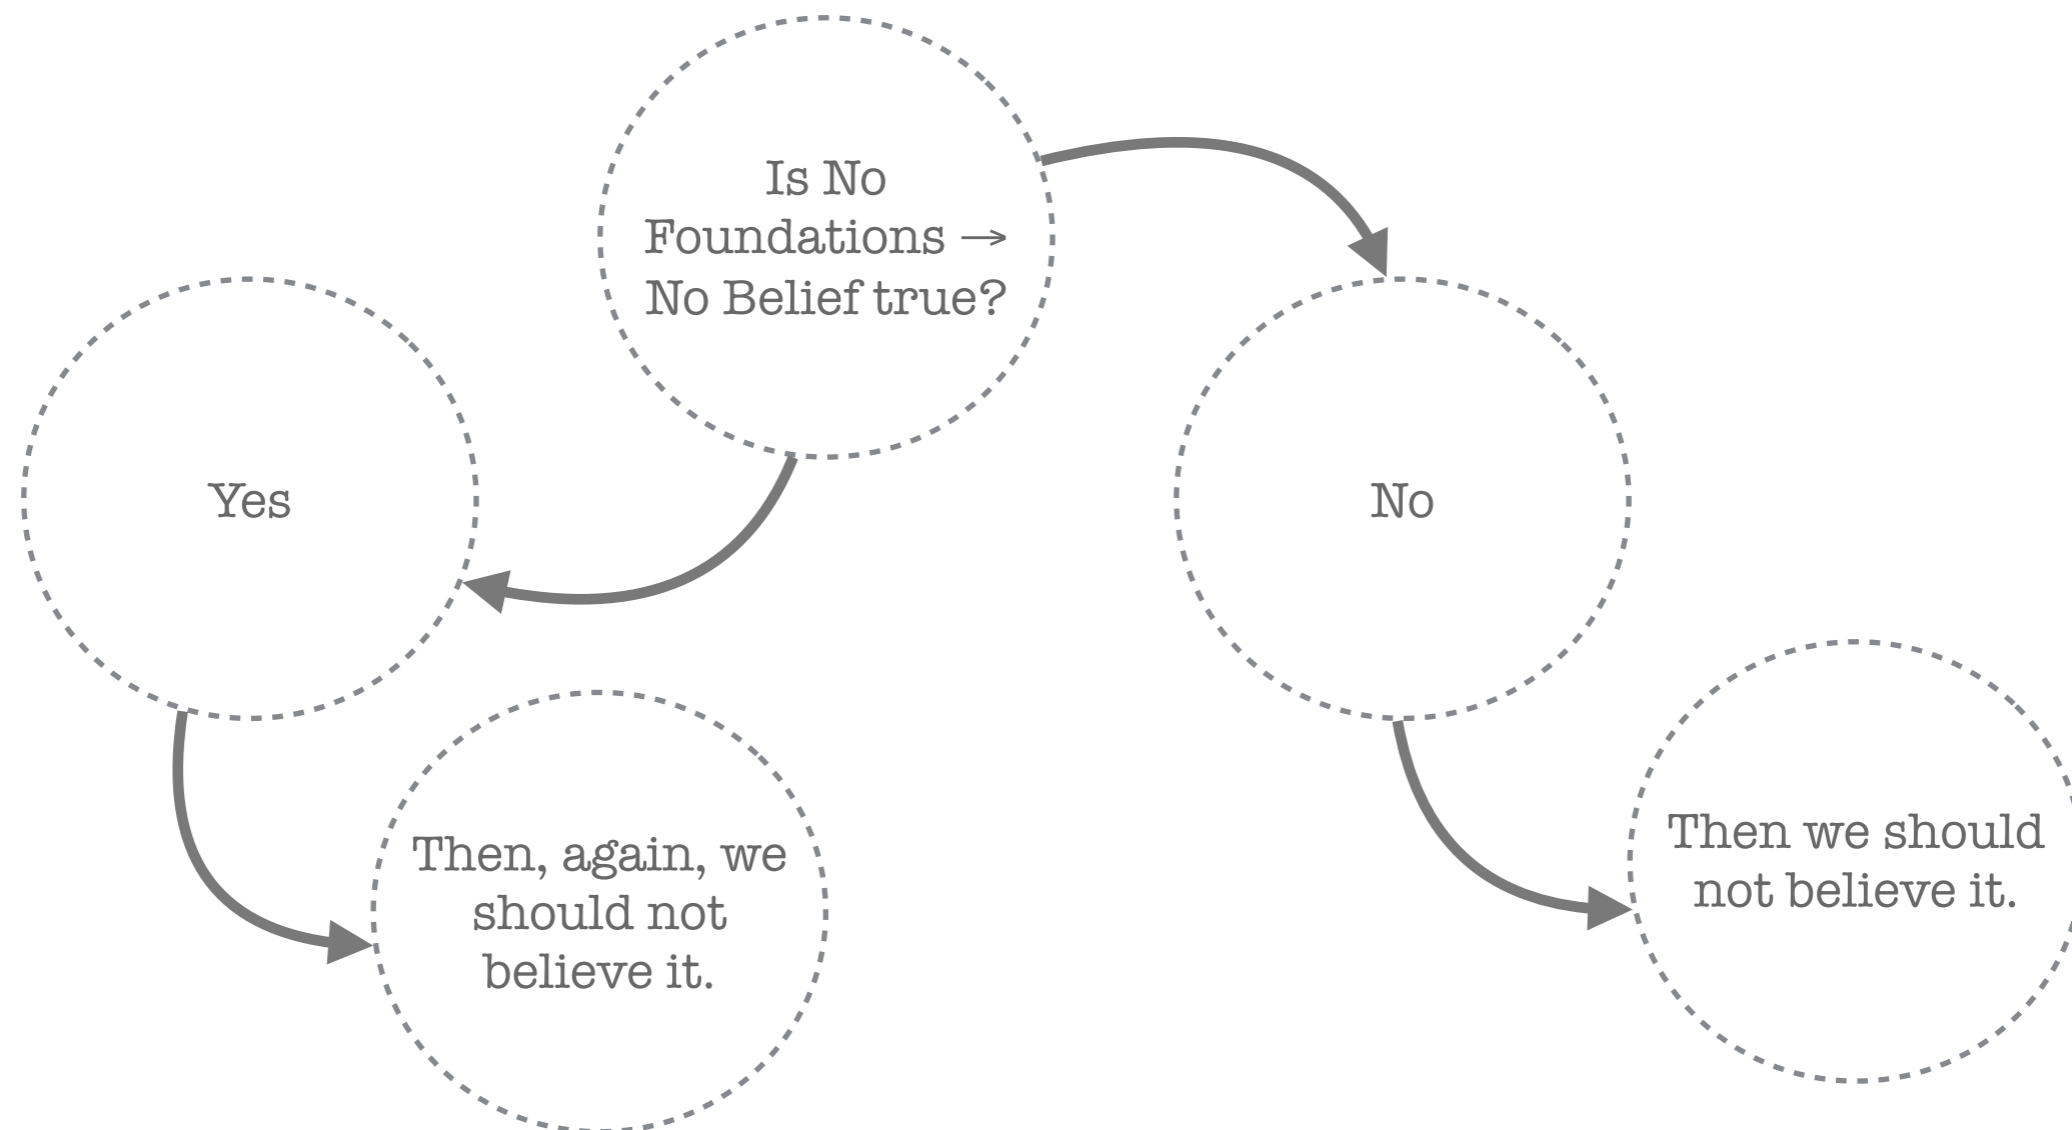 Is No
Foundations →
No Belief true?
Yes
No
Then, again, we
should not
believe it.
Then we should
not believe it.